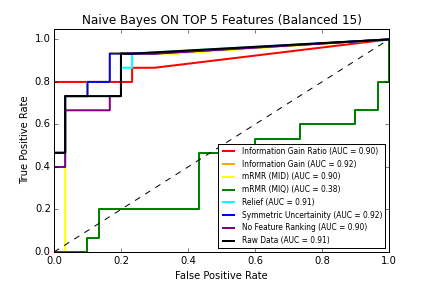 Naive Bayes ON TOP 5 Features (Balanced 15)
True Positive Rate
1.0
0.8
0.6
0.4
0.2
0.0
Information Gain Ratio (AUC = 0.90)
Information Gain (AUC = 0.92)
mRMR (MID) (AUC = 0.90)
mRMR (MIQ) (AUC = 0.38)
Relief (AUC = 0.91)
Symmetric Uncertainity (AUC = 0.92)
No Feature Ranking (AUC = 0.90)
Raw Data (AUC = 0.91)
0.0 0.2 0.4 0.6 0.8 1.0
False Positive Rate